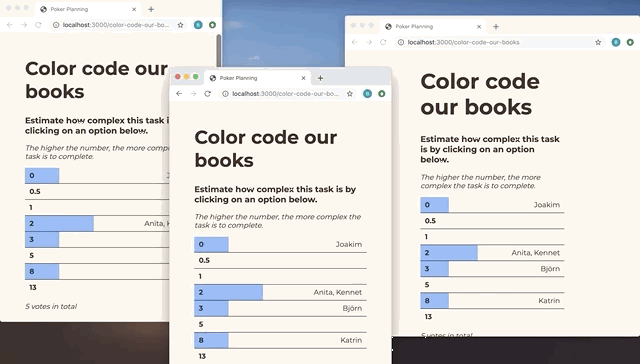 Poker Planning
localhost:3000/color-code-our-bo...
Color code our
books
Estimate how complex this task i
clicking on an option below.
The higher the number, the more compl
task is to complete.
0
0.5
1
2 Anita, K
3
5
8
13
5 votes in total
Poker Planning
localhost:3000/color-code-our-bo...
Color code our
books
Estimate how complex this task is by
clicking on an option below.
The higher the number, the more complex the
task is to complete.
0 Joakim
0.5
1
2 Anita, Kennet
3 Björn
5
8 Katrin
13
Poker Planning
localhost:3000/color-code-our-books
Color code
our books
Estimate how complex this task
is by clicking on an option
below.
The higher the number, the more
complex the task is to complete.
0 Joakim
0.5
1
2 Anita, Kennet
3 Björn
5
8 Katrin
13
5 votes in total